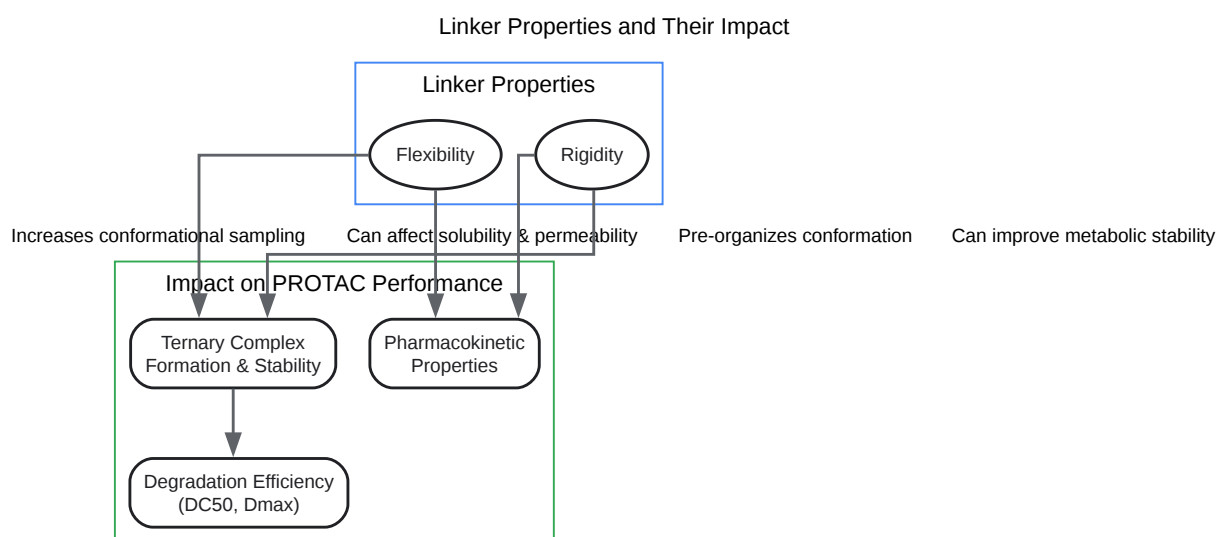 Linker Properties and Their Impact
Linker Properties
Flexibility
Rigidity
Increases conformational sampling
Can affect solubility & permeability
Pre-organizes conformation
Can improve metabolic stability
Impact on PROTAC Performance
Ternary Complex
Formation & Stability
Pharmacokinetic
Properties
Degradation Efficiency
(DC50, Dmax)